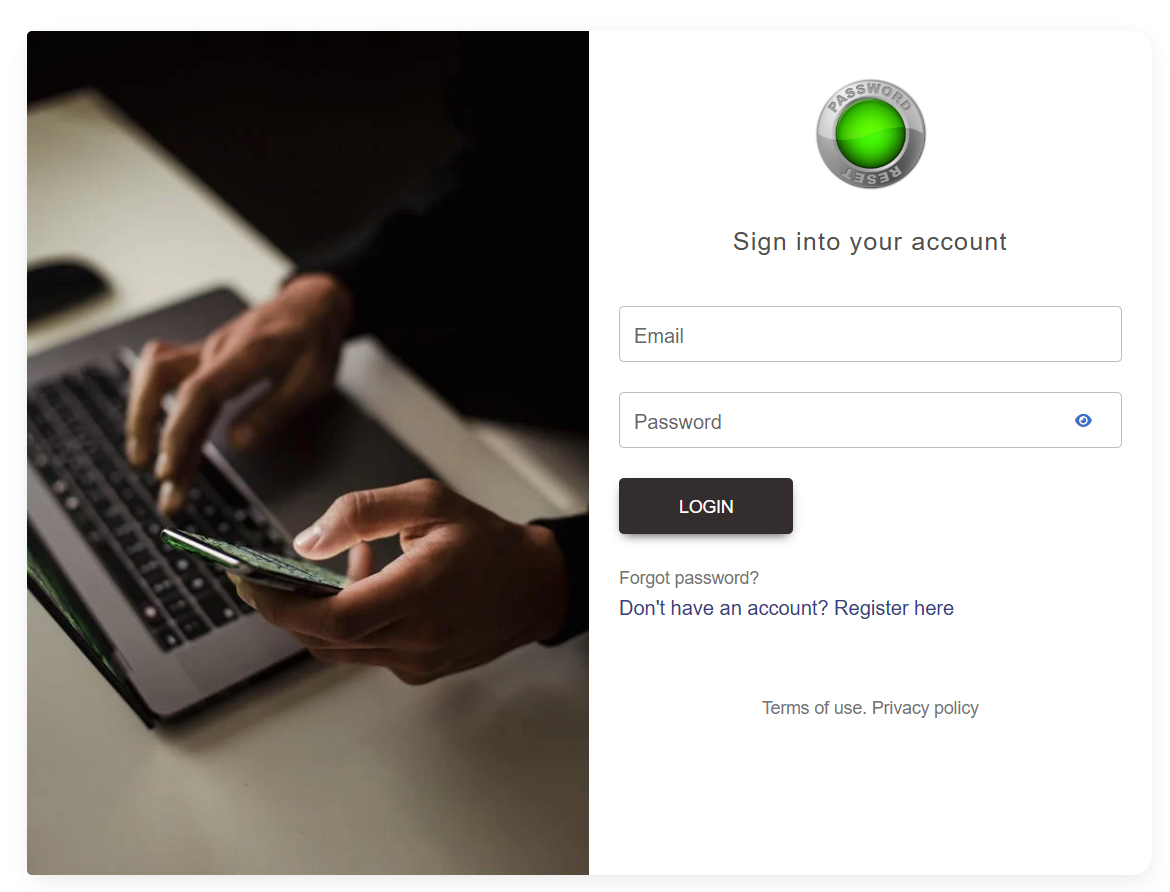 PASSWORD
RESET
Sign into your account
Email
Password
LOGIN
Forgot password?
Don't have an account? Register here
Terms of use. Privacy policy